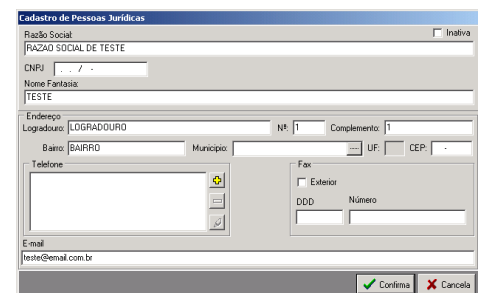 Cadastro de Pessoas Jurídicas
Razão Social: Inativa
RAZAO SOCIAL DE TESTE
CNPJ . . / -
Nome Fantasia:
TESTE
Endereço
Logradouro: LOGRADOURO Nº: 1 Complemento: 1
Bairro: BAIRRO Município: ... UF: CEP: -
Telefone Fax
Exterior
DDD Número
E-mail
teste@email.com.br
Confirma Cancela